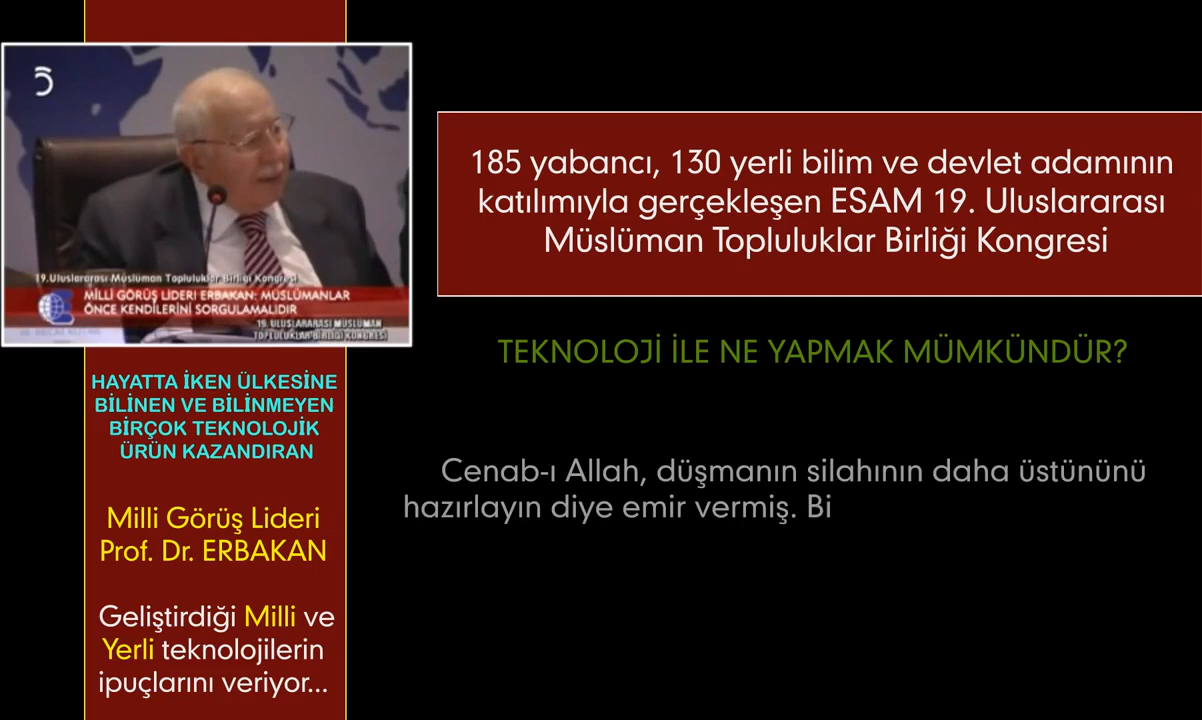 19.Uluslararası Müslüman Topluluklar Birliği Kongresi
MİLLİ GÖRÜŞ LİDERİ ERBAKAN: MÜSLÜMANLAR
ÖNCE KENDİLERİNİ SORGULAMALIDIR
19. ULUSLARARASI MÜSLÜMAN
TOPLULUKLAR BİRLİĞİ KONGRESİ
HAYATTA İKEN ÜLKESİNE
BİLİNEN VE BİLİNMEYEN
BİRÇOK TEKNOLOJİK
ÜRÜN KAZANDIRAN
Milli Görüş Lideri
Prof. Dr. ERBAKAN
Geliştirdiği Milli ve
Yerli teknolojilerin
ipuçlarını veriyor...
185 yabancı, 130 yerli bilim ve devlet adamının
katılımıyla gerçekleşen ESAM 19. Uluslararası
Müslüman Topluluklar Birliği Kongresi
TEKNOLOJİ İLE NE YAPMAK MÜMKÜNDÜR?
Cenab-ı Allah, düşmanın silahının daha üstününü
hazırlayın diye emir vermiş. Bi